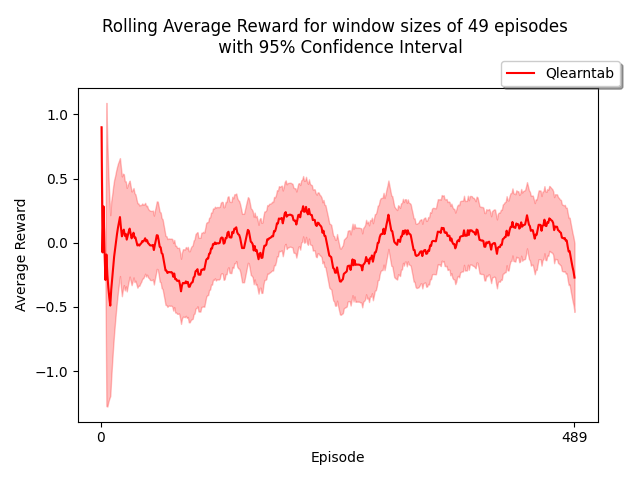 Rolling Average Reward for window sizes of 49 episodes
with 95% Confidence Interval
Qlearntab
1.0
0.5
0.0
−0.5
−1.0
Average Reward
0
489
Episode